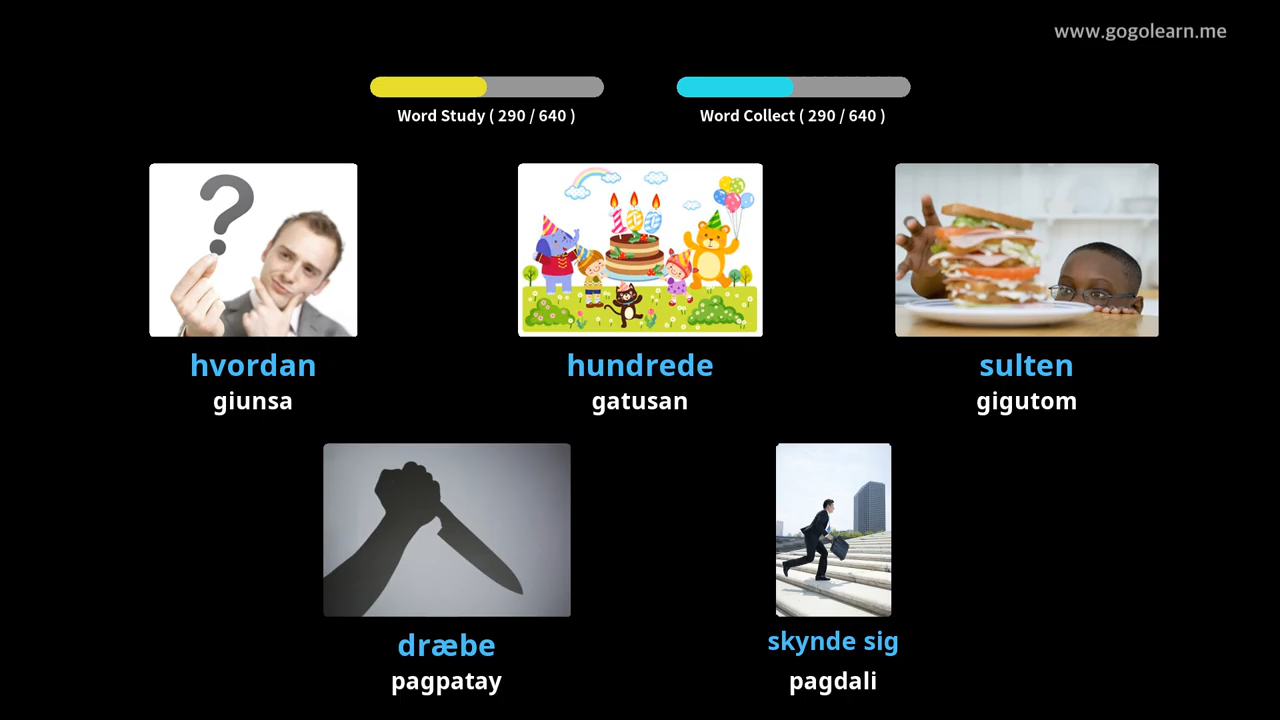 www.gogolearn.me
Word Study ( 290 / 640 )
Word Collect ( 290 / 640 )
100
hvordan
giunsa
hundrede
gatusan
sulten
gigutom
dræbe
pagpatay
skynde sig
pagdali